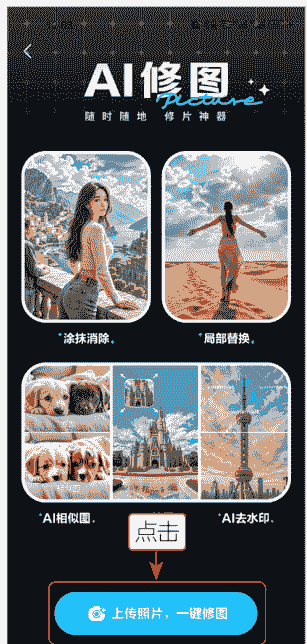 AI修图
Picture
随时随地 修片神器
涂抹消除
局部替换
AI相似图
AI去水印
点击
上传照片，一键修图